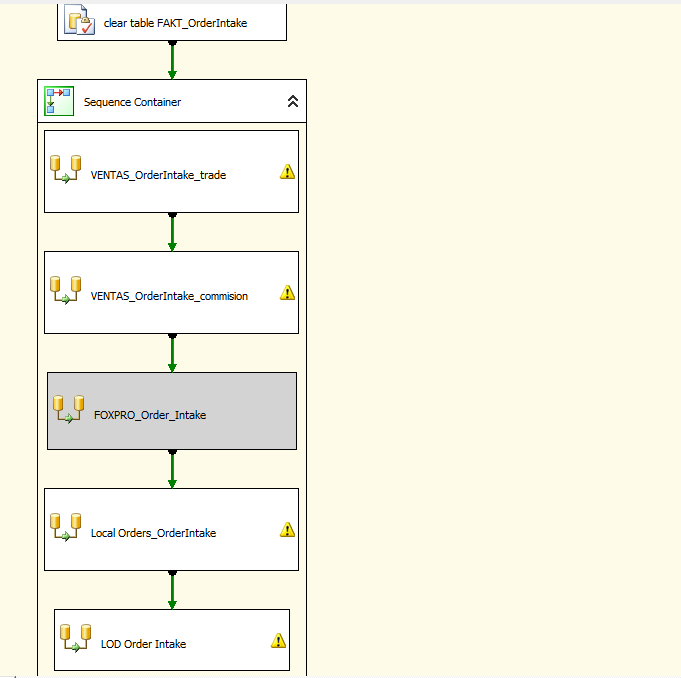 clear table FAKT_OrderIntake
Sequence Container
VENTAS_OrderIntake_trade
VENTAS_OrderIntake_commision
FOXPRO_Order_Intake
Local Orders_OrderIntake
LOD Order Intake